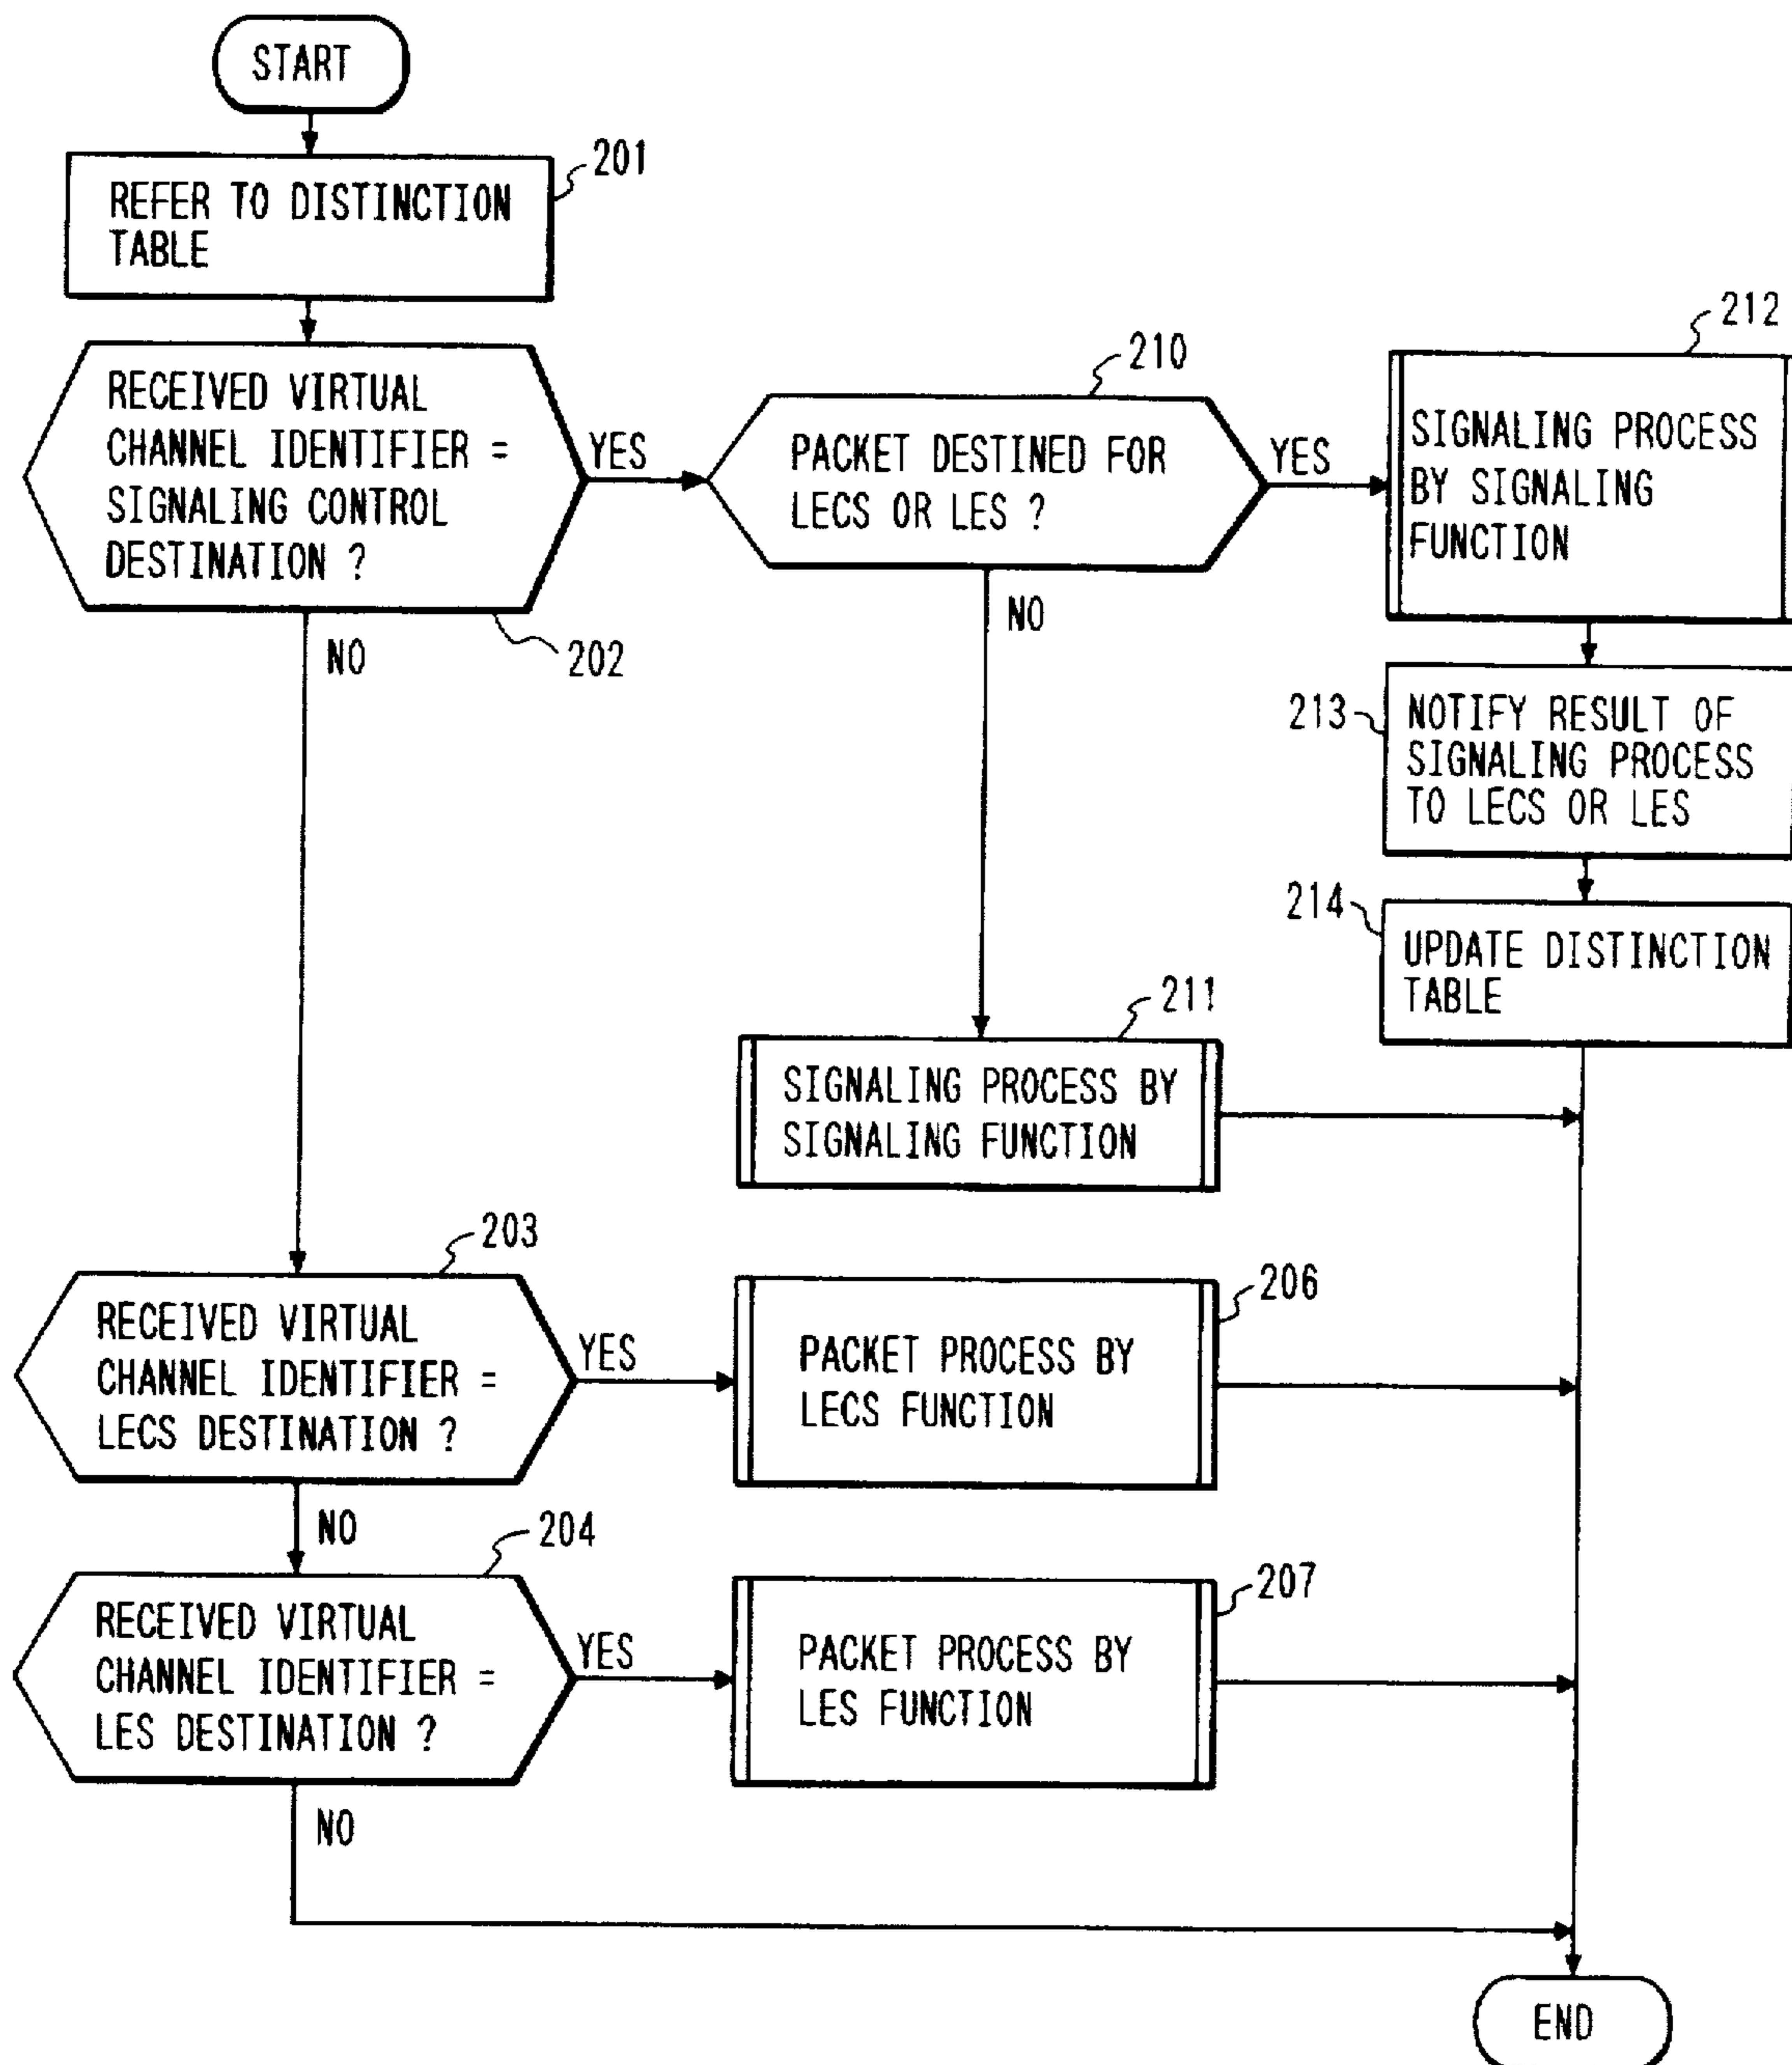 START
201
REFER TO DISTINCTION
TABLE
RECEIVED VIRTUAL
CHANNEL IDENTIFIER =
SIGNALING CONTROL
DESTINATION ?
202
YES
NO
210
PACKET DESTINED FOR
LECS OR LES ?
YES
NO
212
SIGNALING PROCESS
BY SIGNALING
FUNCTION
213
NOTIFY RESULT OF
SIGNALING PROCESS
TO LECS OR LES
214
UPDATE DISTINCTION
TABLE
211
SIGNALING PROCESS BY
SIGNALING FUNCTION
203
RECEIVED VIRTUAL
CHANNEL IDENTIFIER =
LECS DESTINATION ?
YES
NO
206
PACKET PROCESS BY
LECS FUNCTION
204
RECEIVED VIRTUAL
CHANNEL IDENTIFIER =
LES DESTINATION ?
YES
NO
207
PACKET PROCESS BY
LES FUNCTION
END